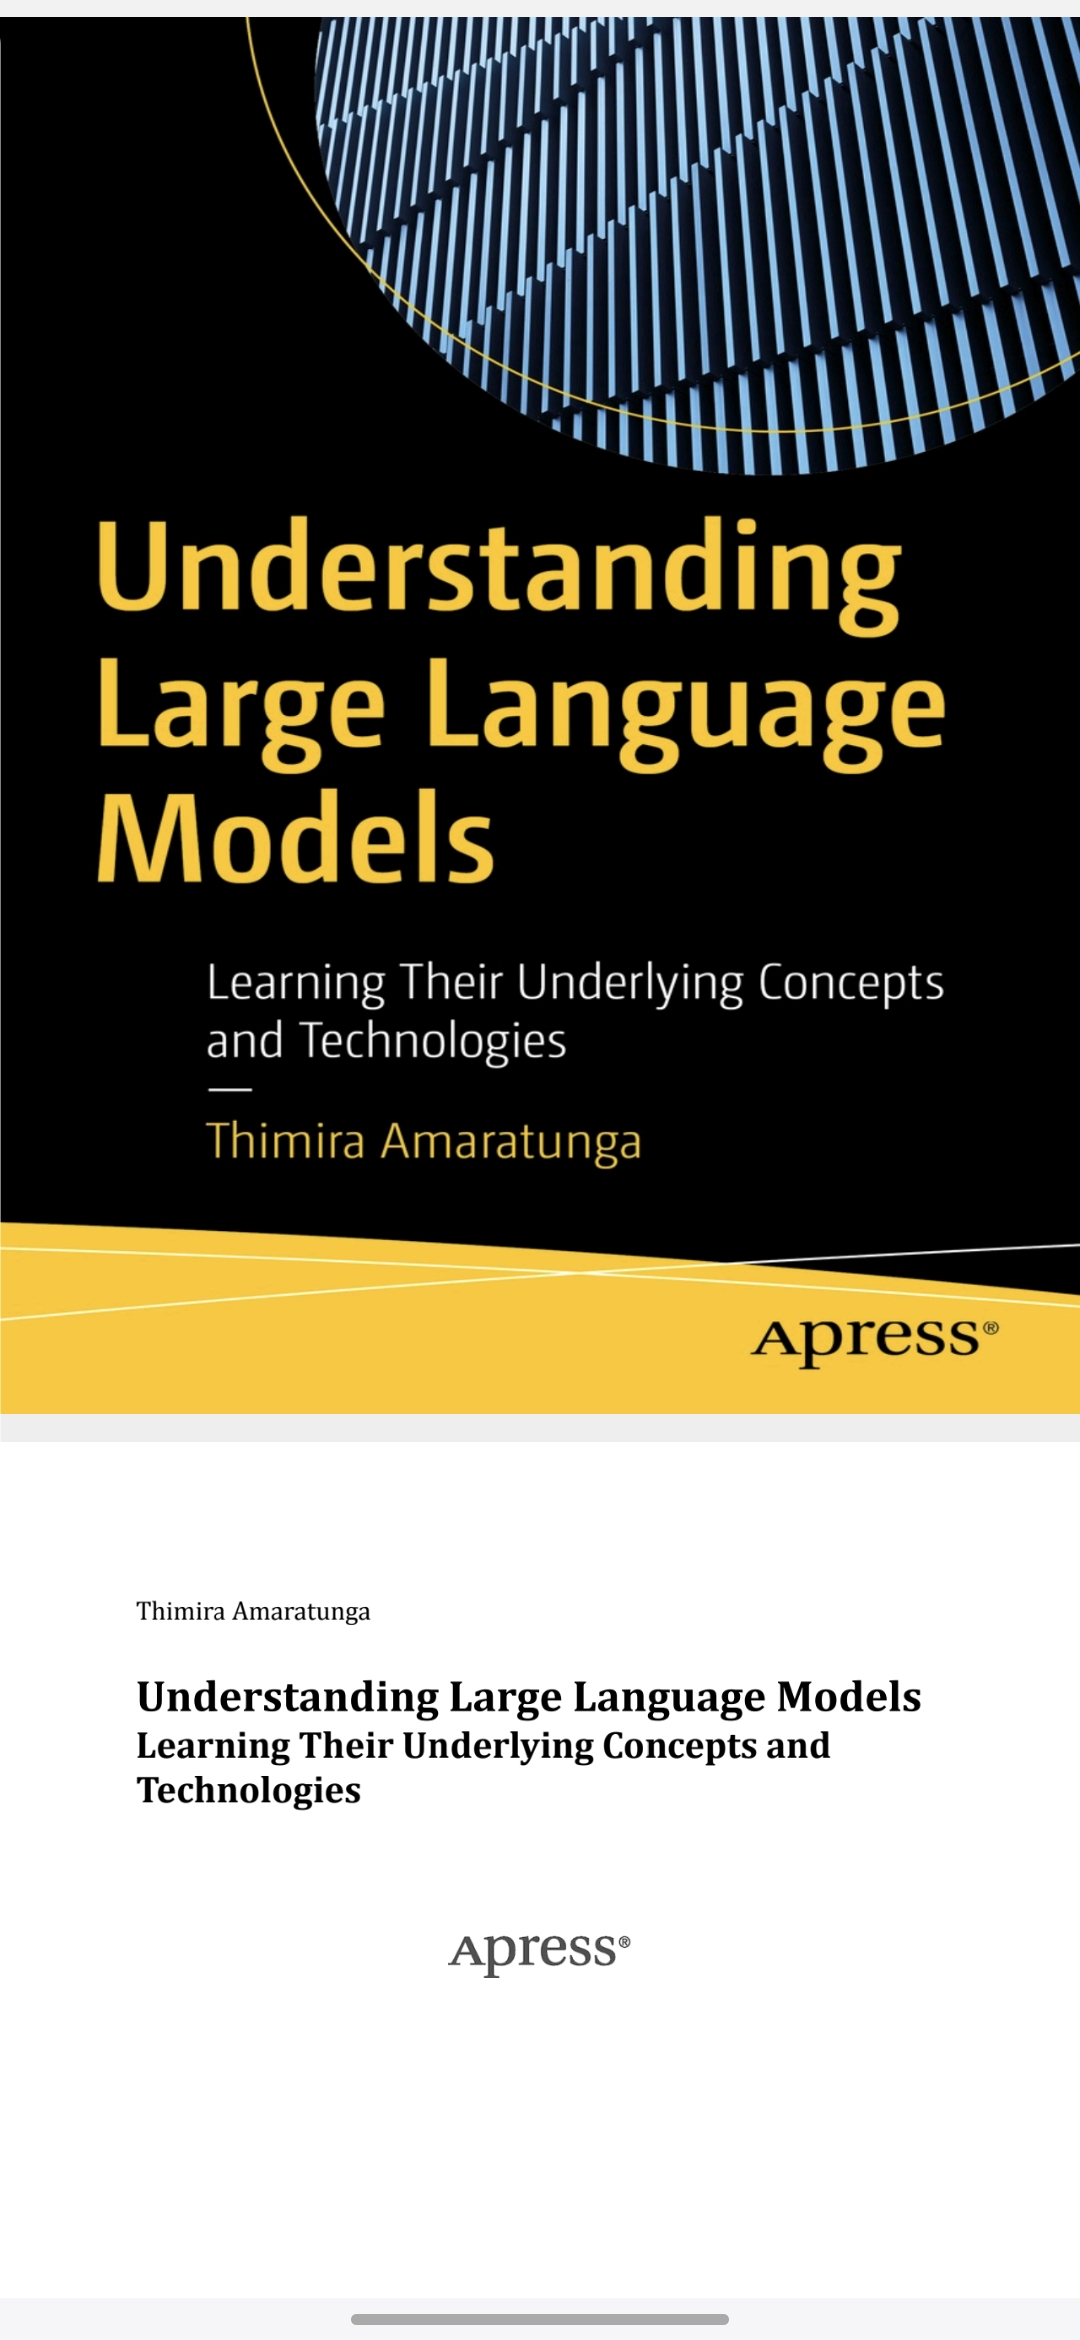 Understanding
Large Language
Models
Learning Their Underlying Concepts
and Technologies
Thimira Amaratunga
Apress®
Thimira Amaratunga
Understanding Large Language Models
Learning Their Underlying Concepts and
Technologies
Apress®